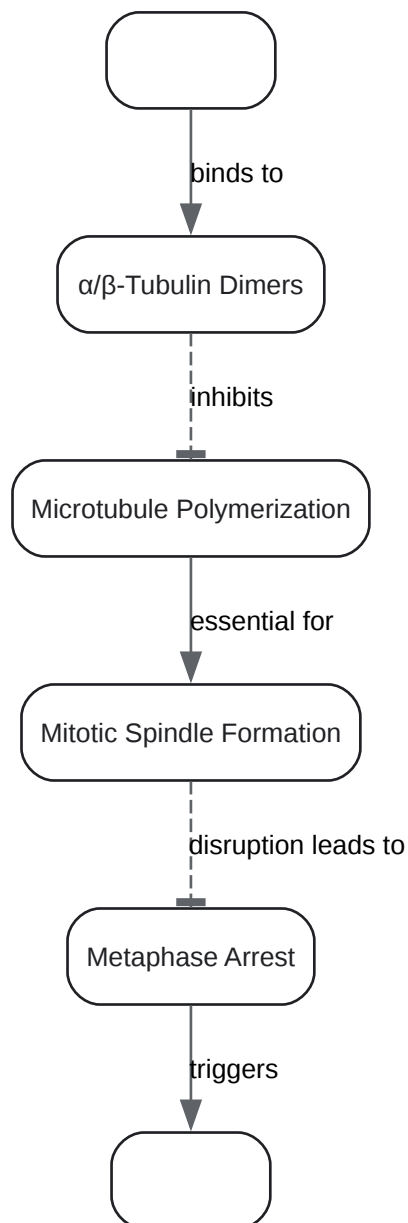 binds to
α/β-Tubulin Dimers
inhibits
Microtubule Polymerization
essential for
Mitotic Spindle Formation
disruption leads to
Metaphase Arrest
triggers